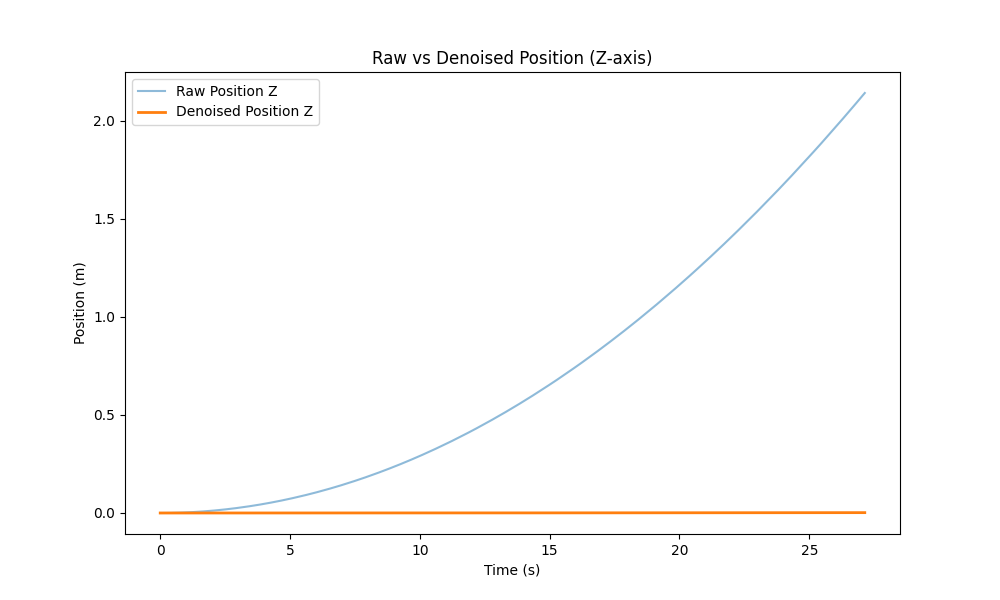 Raw vs Denoised Position (Z-axis)
Raw Position Z
Denoised Position Z
Position (m)
2.0
1.5
1.0
0.5
0.0
0 5 10 15 20 25
Time (s)